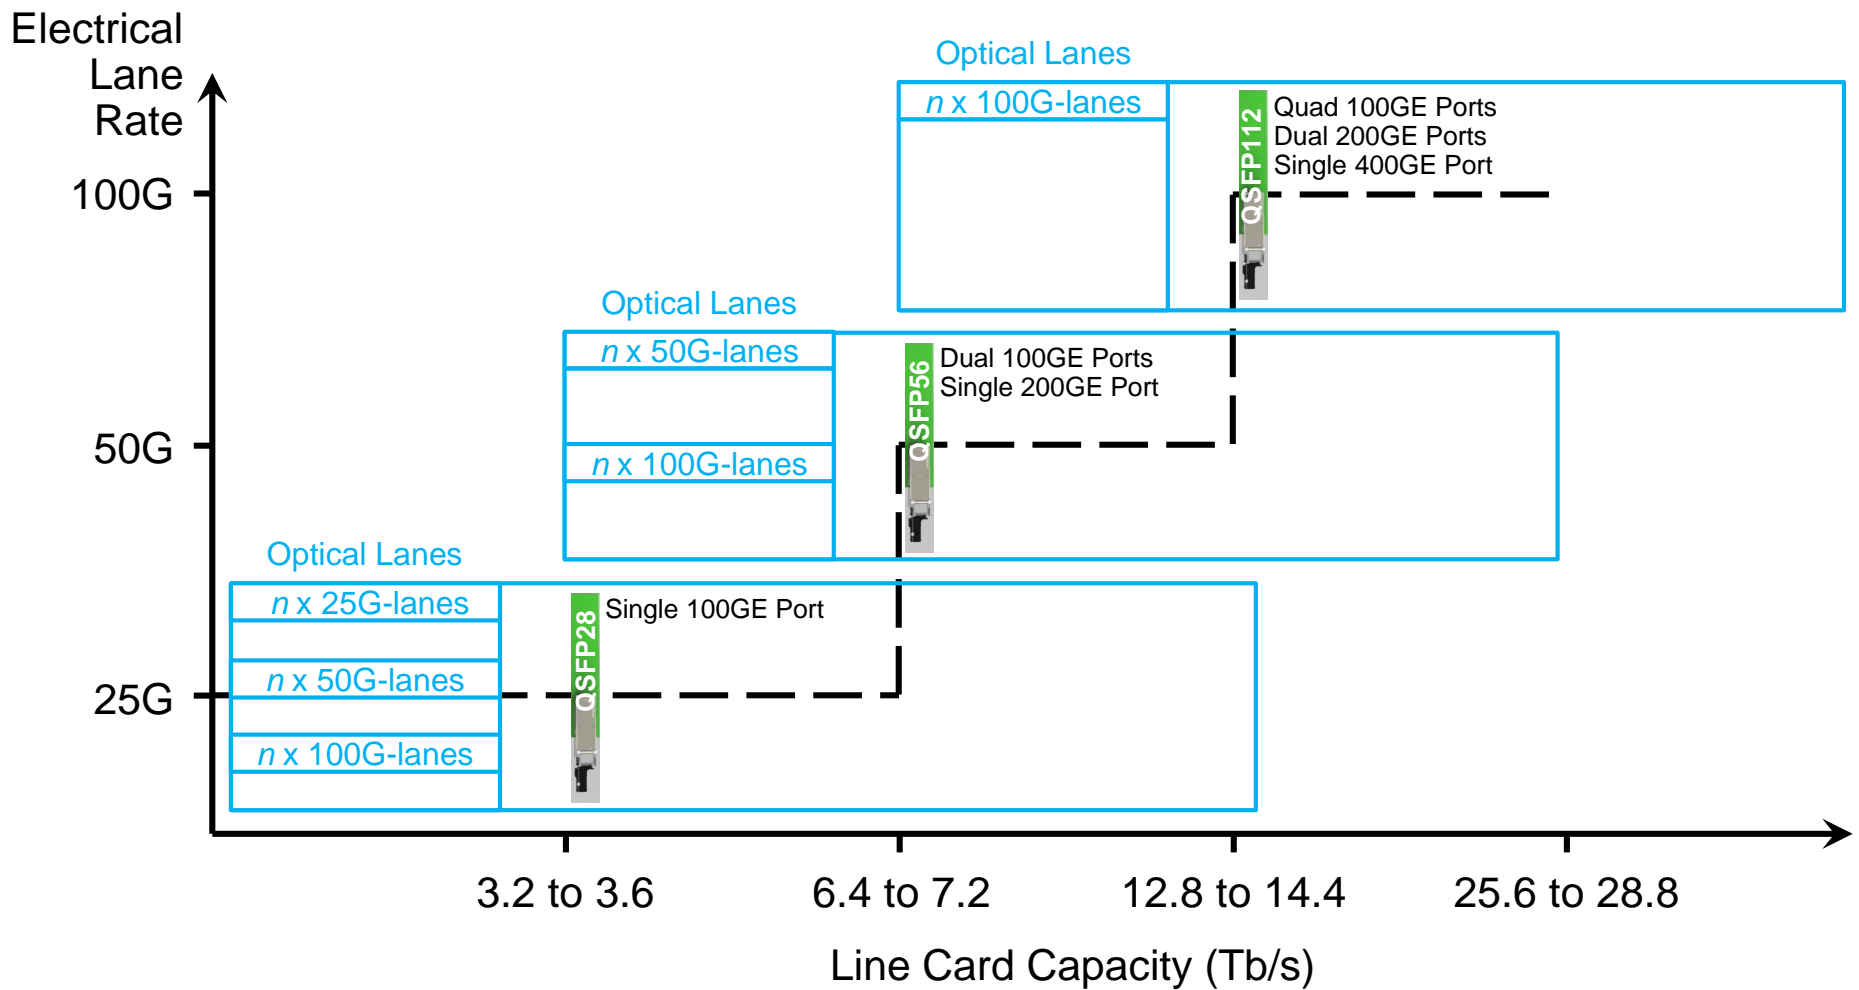 Electrical
Lane
Rate
Optical Lanes
n x 100G-lanes
QSFP112
Quad 100GE Ports
Dual 200GE Ports
Single 400GE Port
100G
Optical Lanes
n x 50G-lanes
n x 100G-lanes
QSFP56
Dual 100GE Ports
Single 200GE Port
50G
Optical Lanes
n x 25G-lanes
n x 50G-lanes
n x 100G-lanes
QSFP28
Single 100GE Port
25G
3.2 to 3.6
6.4 to 7.2
12.8 to 14.4
25.6 to 28.8
Line Card Capacity (Tb/s)